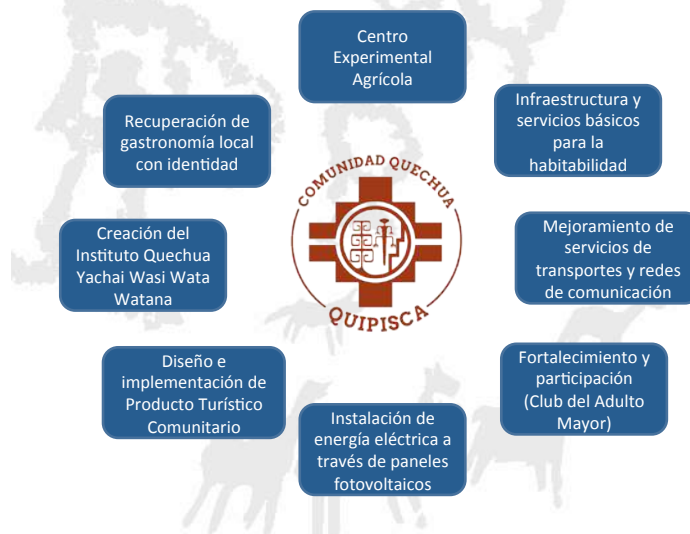 Centro
Experimental
Agrícola
Infraestructura y
servicios básicos
para la
habitabilidad
Recuperación de
gastronomía local
con identidad
COMUNIDAD QUECHUA
QUIPISCA
Creación del
Instituto Quechua
Yachai Wasi Wata
Watana
Mejoramiento de
servicios de
transportes y redes
de comunicación
Diseño e
implementación de
Producto Turístico
Comunitario
Fortalecimiento y
participación
(Club del Adulto
Mayor)
Instalación de
energía eléctrica a
través de paneles
fotovoltaicos